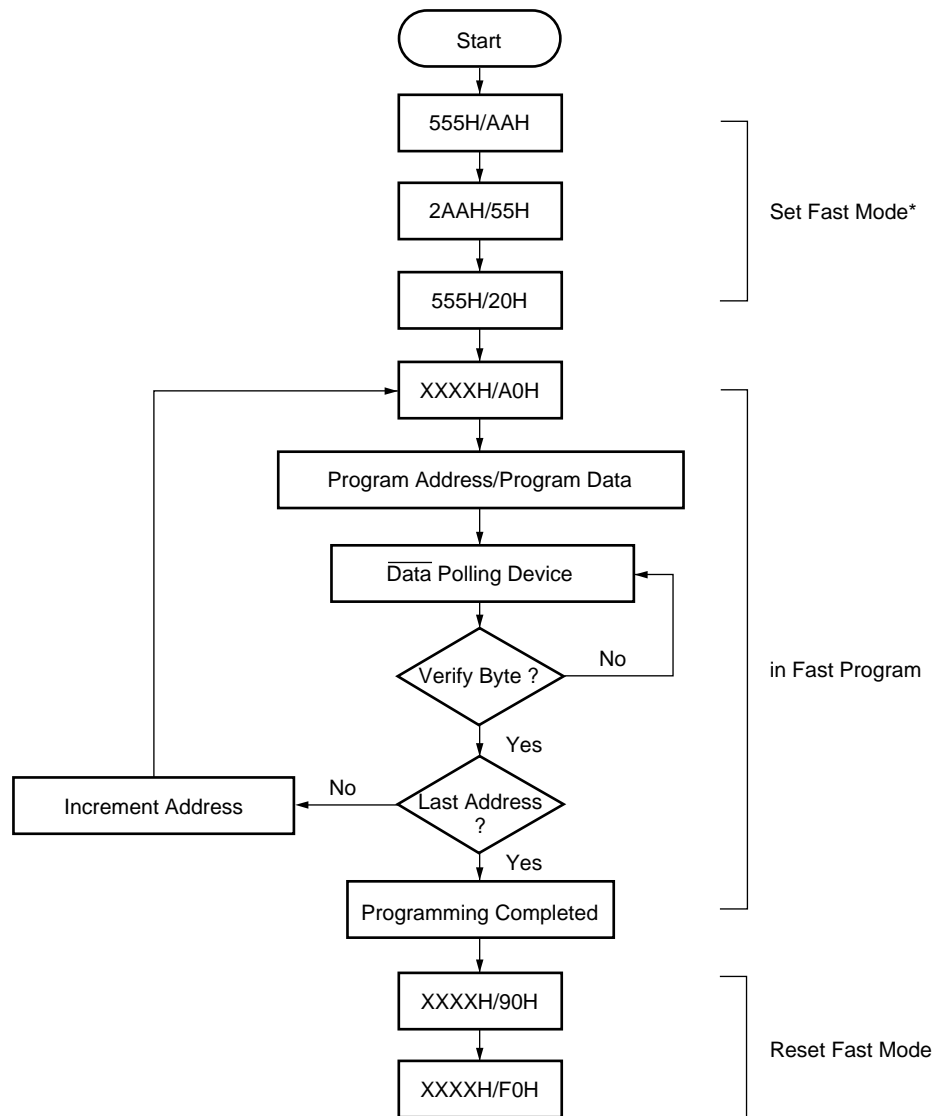 Start
555H/AAH
2AAH/55H
Set Fast Mode*
555H/20H
XXXXH/A0H
Program Address/Program Data
Data Polling Device
Verify Byte ?
No
in Fast Program
Yes
Increment Address
No
Last Address
?
Yes
Programming Completed
XXXXH/90H
Reset Fast Mode
XXXXH/F0H